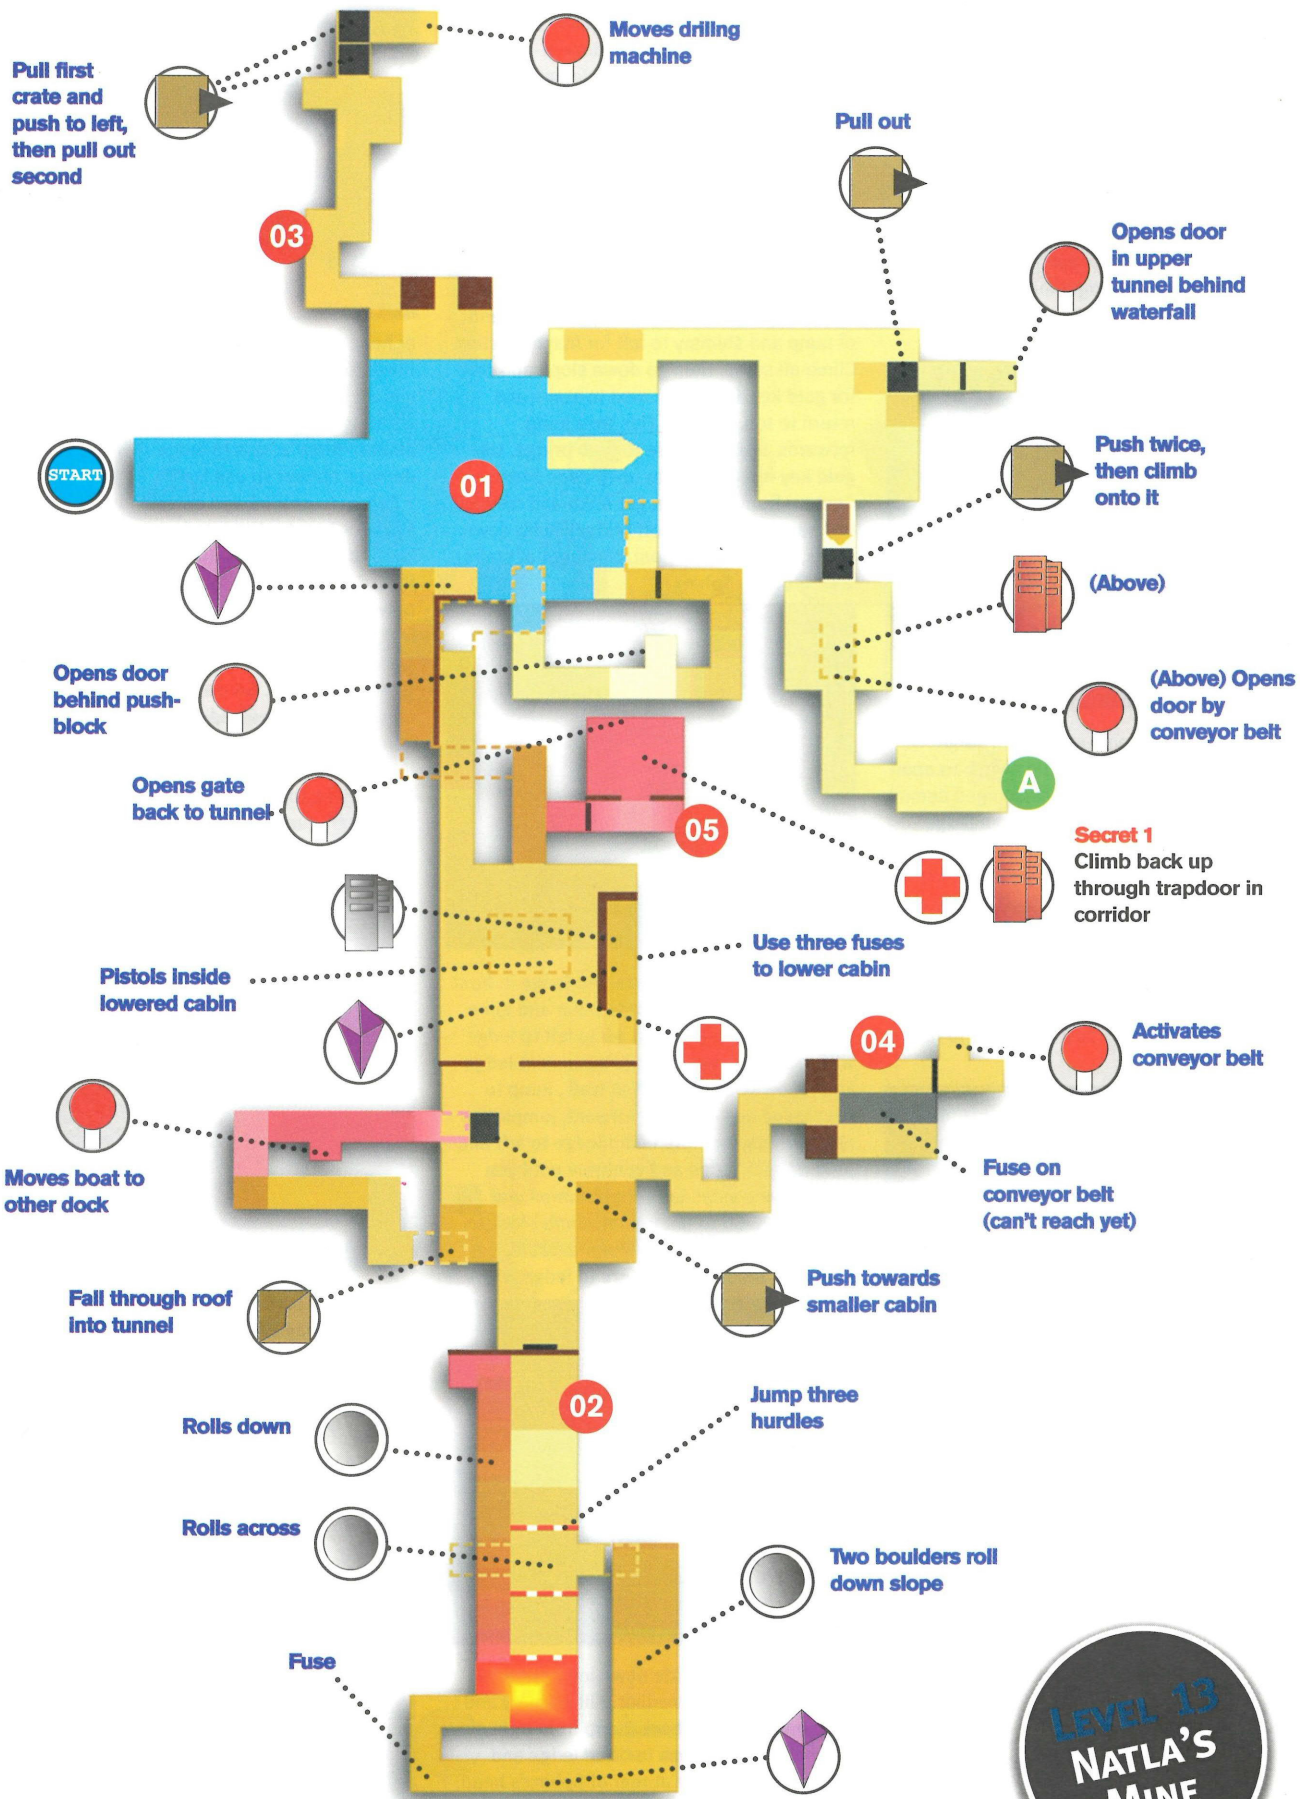 Moves driling
machine
Pull first
crate and
push to left,
then pull out
second
Pull out
03
Opens door
in upper
tunnel behind
waterfall
START
01
Push twice,
then climb
onto it
(Above)
Opens door
behind push-
block
(Above) Opens
door by
conveyor belt
Opens gate
back to tunnel
A
05
Secret 1
Climb back up
through trapdoor in
corridor
Use three fuses
to lower cabin
Pistols inside
lowered cabin
04
Activates
conveyor belt
Moves boat to
other dock
Fuse on
conveyor belt
(can't reach yet)
Push towards
smaller cabin
Fall through roof
into tunnel
02
Jump three
hurdles
Rolls down
Rolls across
Two boulders roll
down slope
Fuse
LEVEL 13
NATLA'S
MINE